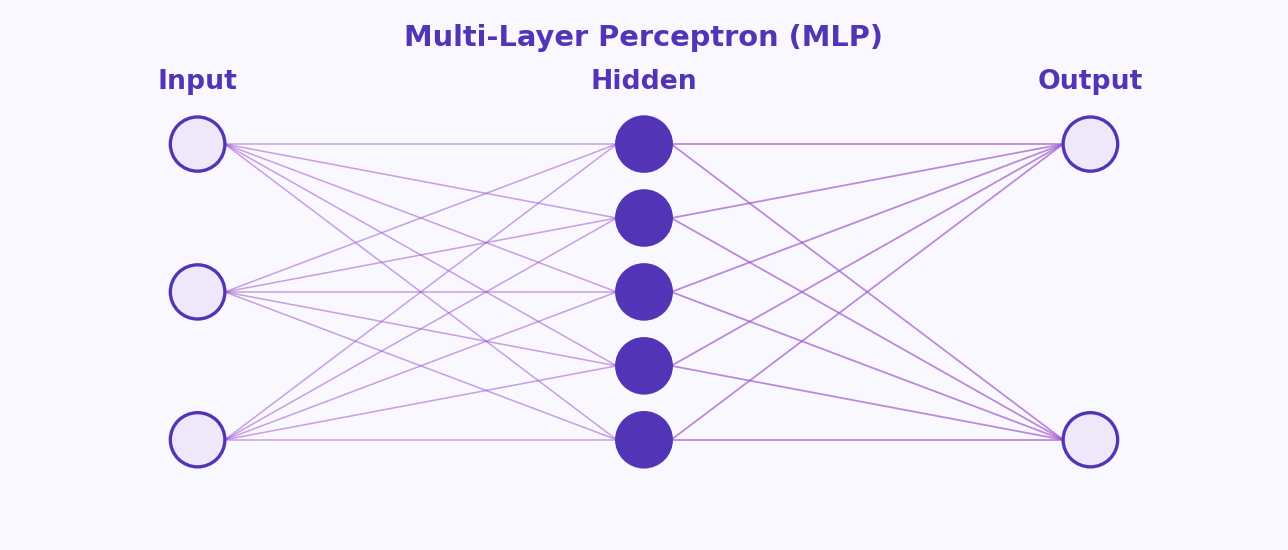 Multi-Layer Perceptron (MLP)
Input
Hidden
Output